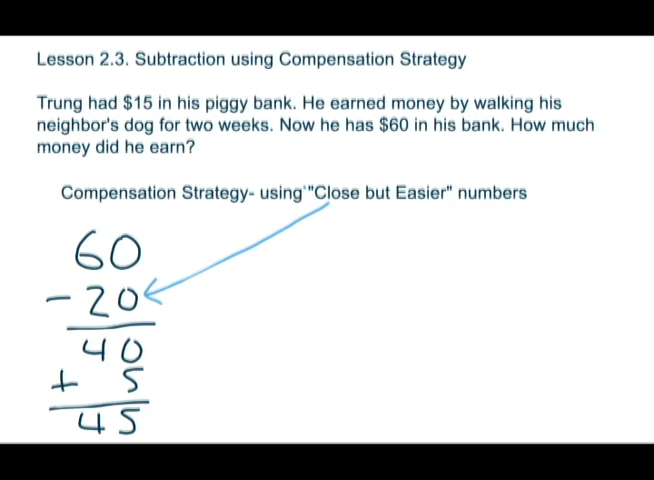 Lesson 2.3. Subtraction using Compensation Strategy
Trung had $15 in his piggy bank. He earned money by walking his
neighbor's dog for two weeks. Now he has $60 in his bank. How much
money did he earn?
Compensation Strategy- using "Close but Easier" numbers
60
- 20
40
+ 5
45